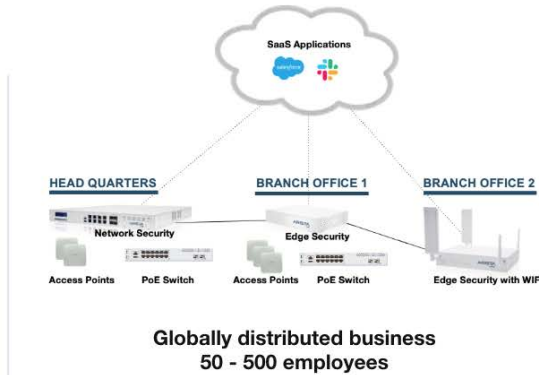 SaaS Applications
salesforce
HEAD QUARTERS
BRANCH OFFICE 1
BRANCH OFFICE 2
Network Security
Edge Security
Access Points
PoE Switch
Access Points
PoE Switch
Edge Security with WIF
Globally distributed business
50 - 500 employees